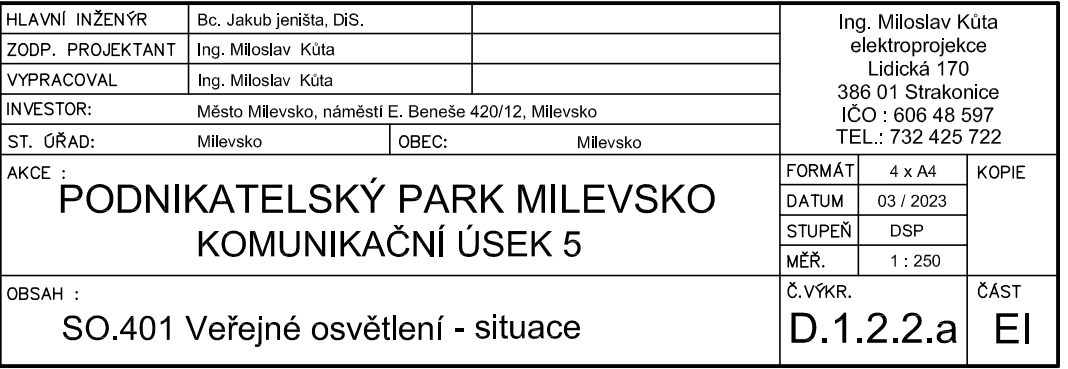 HLAVNÍ INŽENÝR Bc. Jakub jeništa, DiS.
ZODP. PROJEKTANT Ing. Miloslav Kůta
VYPRACOVAL Ing. Miloslav Kůta
INVESTOR: Město Milevsko, náměstí E. Beneše 420/12, Milevsko
ST. ÚŘAD: Milevsko OBEC: Milevsko
Ing. Miloslav Kůta
elektroprojekce
Lidická 170
386 01 Strakonice
IČO : 606 48 597
TEL.: 732 425 722
AKCE :
PODNIKATELSKÝ PARK MILEVSKO
KOMUNIKAČNÍ ÚSEK 5
FORMÁT 4 x A4 KOPIE
DATUM 03 / 2023
STUPEŇ DSP
MĚŘ. 1 : 250
OBSAH :
SO.401 Veřejné osvětlení - situace
Č.VÝKR. ČÁST
D.1.2.2.a EI